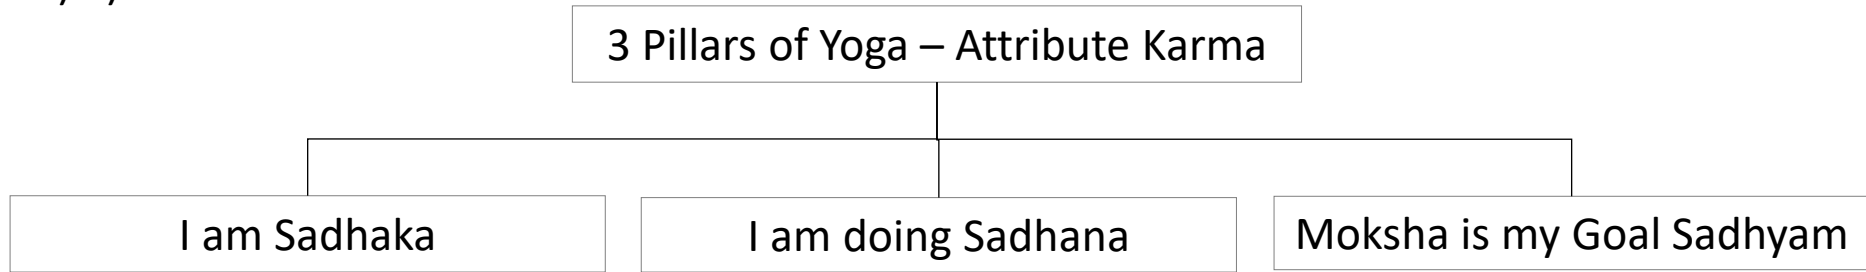 3 Pillars of Yoga – Attribute Karma
I am Sadhaka
I am doing Sadhana
Moksha is my Goal Sadhyam